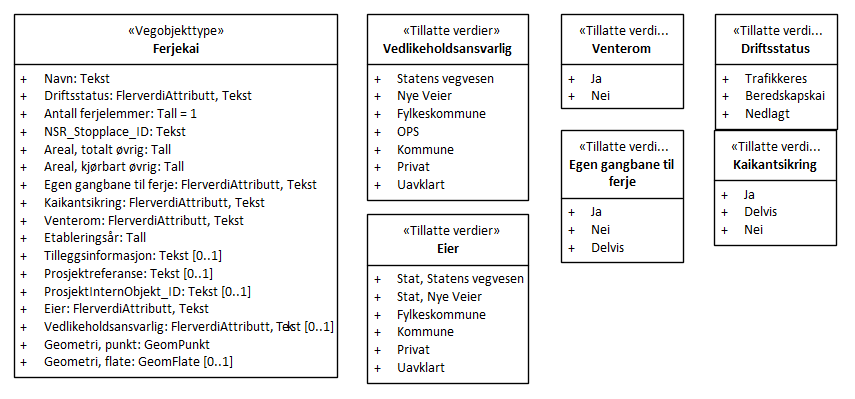 «Vegobjekttype»
Ferjekai
+ Navn: Tekst
+ Driftsstatus: FlerverdiAttributt, Tekst
+ Antall ferjelemmer: Tall = 1
+ NSR_Stopplace_ID: Tekst
+ Areal, totalt øvrig: Tall
+ Areal, kjørbart øvrig: Tall
+ Egen gangbane til ferje: FlerverdiAttributt, Tekst
+ Kaikantsikring: FlerverdiAttributt, Tekst
+ Venterom: FlerverdiAttributt, Tekst
+ Etableringsår: Tall
+ Tilleggsinformasjon: Tekst [0..1]
+ Prosjektreferanse: Tekst [0..1]
+ ProsjektInternObjekt_ID: Tekst [0..1]
+ Eier: FlerverdiAttributt, Tekst
+ Vedlikeholdsansvarlig: FlerverdiAttributt, Tekst [0..1]
+ Geometri, punkt: GeomPunkt
+ Geometri, flate: GeomFlate [0..1]
«Tillatte verdier»
Vedlikeholdsansvarlig
+ Statens vegvesen
+ Nye Veier
+ Fylkeskommune
+ OPS
+ Kommune
+ Privat
+ Uavklart
«Tillatte verdier»
Eier
+ Stat, Statens vegvesen
+ Stat, Nye Veier
+ Fylkeskommune
+ Kommune
+ Privat
+ Uavklart
«Tillatte verdi...
Venterom
+ Ja
+ Nei
«Tillatte verdi...
Egen gangbane til
ferje
+ Ja
+ Nei
+ Delvis
«Tillatte verdi...
Driftsstatus
+ Trafikkeres
+ Beredskapskai
+ Nedlagt
«Tillatte verdi...
Kaikantsikring
+ Ja
+ Delvis
+ Nei